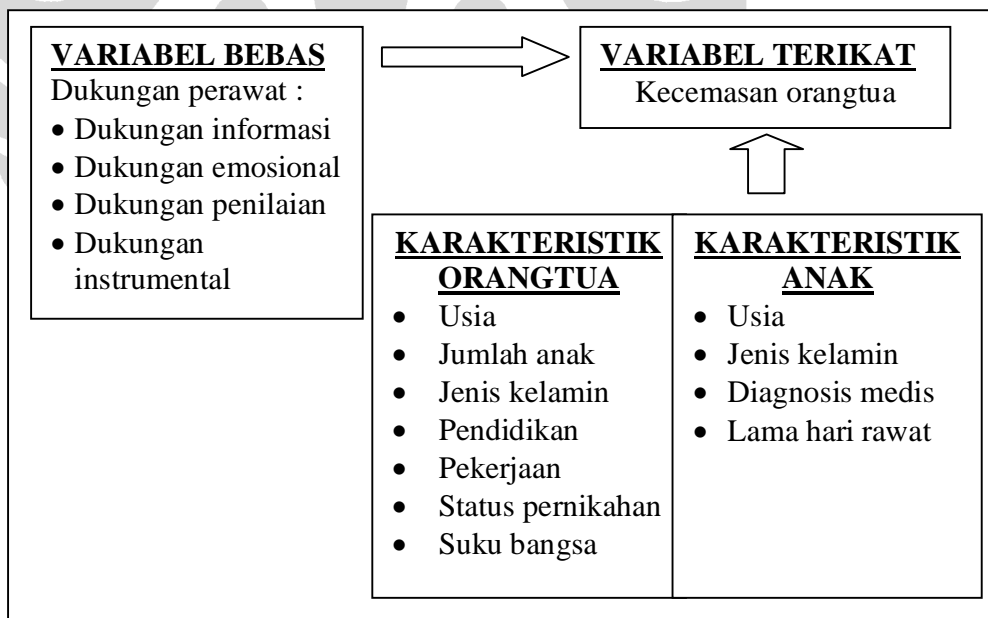 VARIABEL BEBAS
Dukungan perawat :
• Dukungan informasi
• Dukungan emosional
• Dukungan penilaian
• Dukungan
instrumental
VARIABEL TERIKAT
Kecemasan orangtua
KARAKTERISTIK
ORANGTUA
• Usia
• Jumlah anak
• Jenis kelamin
• Pendidikan
• Pekerjaan
• Status pernikahan
• Suku bangsa
KARAKTERISTIK
ANAK
• Usia
• Jenis kelamin
• Diagnosis medis
• Lama hari rawat